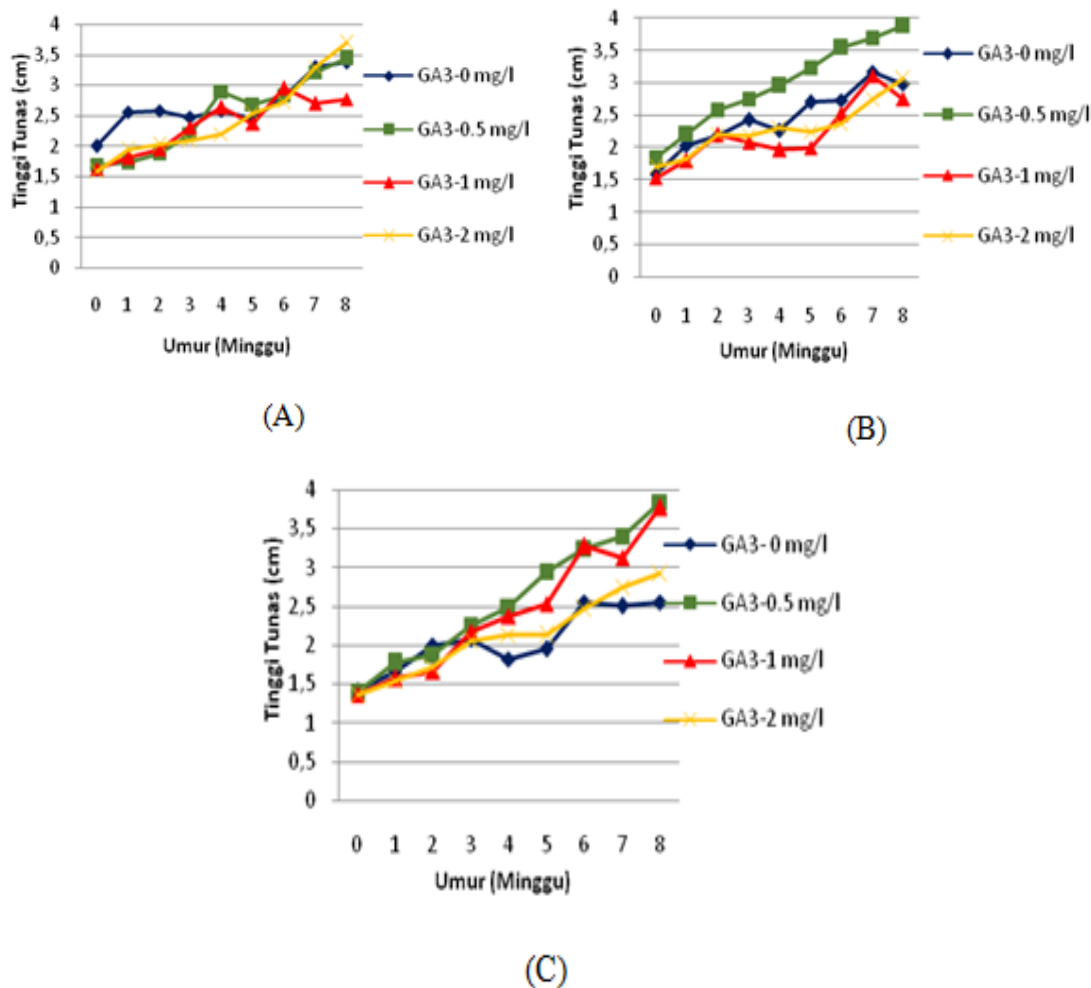 Tinggi Tunas (cm)
4
3,5
3
2,5
2
1,5
1
0,5
0
0 1 2 3 4 5 6 7 8
Umur (Minggu)
GA3-0 mg/l
GA3-0.5 mg/l
GA3-1 mg/l
GA3-2 mg/l
(A)
Tinggi Tunas (cm)
4
3,5
3
2,5
2
1,5
1
0,5
0
0 1 2 3 4 5 6 7 8
Umur (Minggu)
GA3-0 mg/l
GA3-0.5 mg/l
GA3-1 mg/l
GA3-2 mg/l
(B)
Tinggi Tunas (cm)
4
3,5
3
2,5
2
1,5
1
0,5
0
0 1 2 3 4 5 6 7 8
Umur (Minggu)
GA3- 0 mg/l
GA3-0.5 mg/l
GA3-1 mg/l
GA3-2 mg/l
(C)